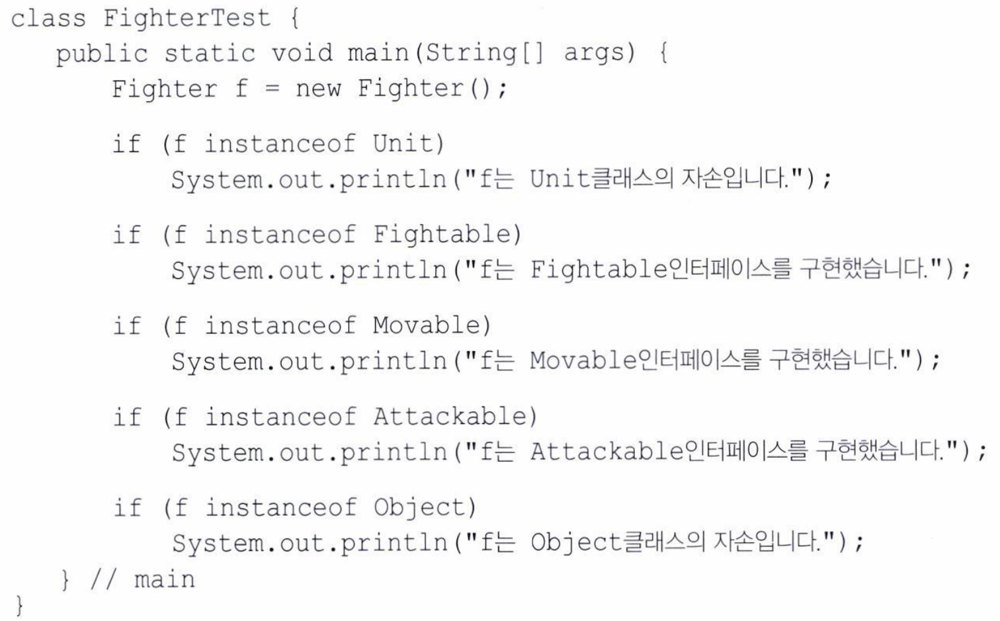 class FighterTest {
public static void main(String[] args) {
Fighter f = new Fighter();
if (f instanceof Unit)
System.out.println("f는 Unit클래스의 자손입니다.");
if (f instanceof Fightable)
System.out.println("f는 Fightable인터페이스를 구현했습니다.");
if (f instanceof Movable)
System.out.println("f는 Movable인터페이스를 구현했습니다.");
if (f instanceof Attackable)
System.out.println("f는 Attackable인터페이스를 구현했습니다.");
if (f instanceof Object)
System.out.println("f는 Object클래스의 자손입니다.");
} // main
}